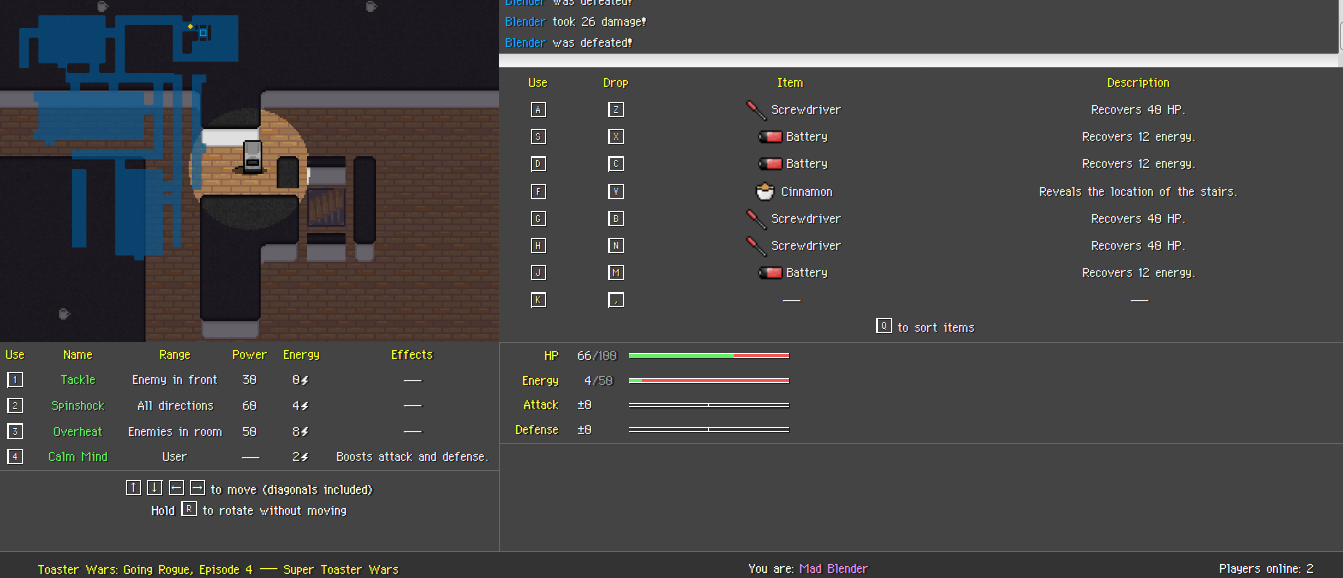 Blender was defeated!
Blender took 26 damage!
Blender was defeated!
Use Drop Item Description
A Z Screwdriver Recovers 40 HP.
S X Battery Recovers 12 energy.
D C Battery Recovers 12 energy.
F V Cinnamon Reveals the location of the stairs.
G B Screwdriver Recovers 40 HP.
H N Screwdriver Recovers 40 HP.
J M Battery Recovers 12 energy.
K , — —
Q to sort items
Use Name Range Power Energy Effects
1 Tackle Enemy in front 30 0⚡ —
2 Spinshock All directions 60 4⚡ —
3 Overheat Enemies in room 50 8⚡ —
4 Calm Mind User — 2⚡ Boosts attack and defense.
↑ ↓ ← → to move (diagonals included)
Hold R to rotate without moving
HP 66/100
Energy 4/50
Attack ±0
Defense ±0
Toaster Wars: Going Rogue, Episode 4 — Super Toaster Wars
You are: Mad Blender
Players online: 2